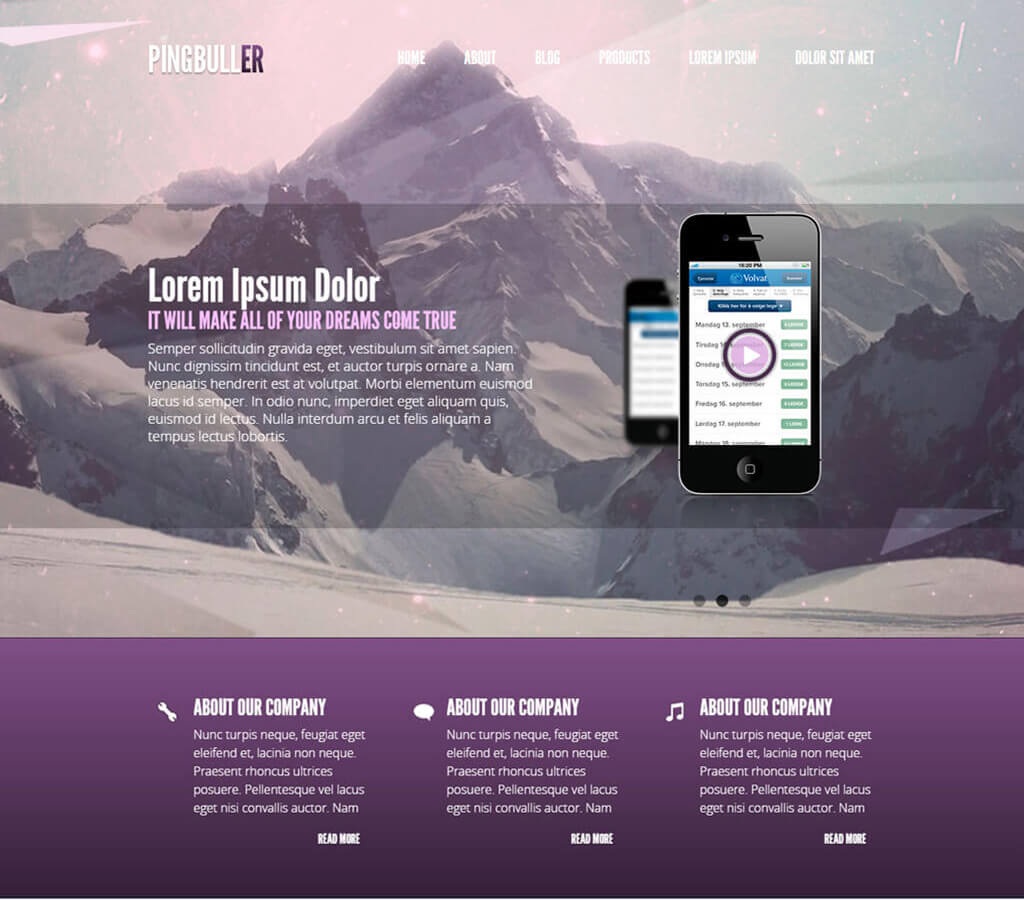 PINGBULLER
HOME ABOUT BLOG PRODUCTS LOREM IPSUM DOLOR SIT AMET
Lorem Ipsum Dolor
IT WILL MAKE ALL OF YOUR DREAMS COME TRUE
Semper sollicitudin gravida eget, vestibulum sit amet sapien.
Nunc dignissim tincidunt est, et auctor turpis ornare a. Nam
venenatis hendrerit est at volutpat. Morbi elementum euismod
lacus id semper. In odio nunc, imperdiet eget aliquam quis,
euismod id lectus. Nulla interdum arcu et felis aliquam a
tempus lectus lobortis.
Volvat
Mandag 13. september
Tirsdag
Torsdag 15. september
Fredag 16. september
Lørdag 17. september
ABOUT OUR COMPANY
Nunc turpis neque, feugiat eget
eleifend et, lacinia non neque.
Praesent rhoncus ultrices
posuere. Pellentesque vel lacus
eget nisi convallis auctor. Nam
READ MORE
ABOUT OUR COMPANY
Nunc turpis neque, feugiat eget
eleifend et, lacinia non neque.
Praesent rhoncus ultrices
posuere. Pellentesque vel lacus
eget nisi convallis auctor. Nam
READ MORE
ABOUT OUR COMPANY
Nunc turpis neque, feugiat eget
eleifend et, lacinia non neque.
Praesent rhoncus ultrices
posuere. Pellentesque vel lacus
eget nisi convallis auctor. Nam
READ MORE